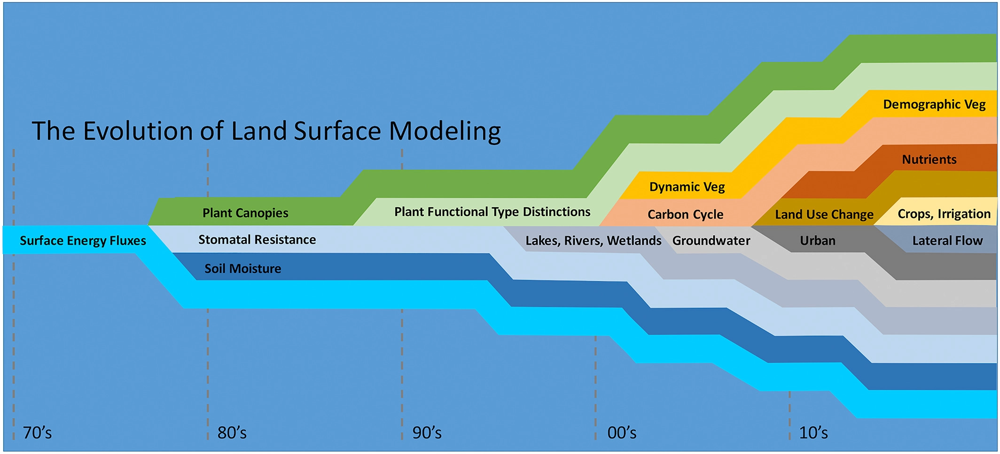 The Evolution of Land Surface Modeling
Demographic Veg
Nutrients
Dynamic Veg
Plant Canopies
Plant Functional Type Distinctions
Carbon Cycle
Land Use Change
Crops, Irrigation
Surface Energy Fluxes
Stomatal Resistance
Lakes, Rivers, Wetlands
Groundwater
Urban
Lateral Flow
Soil Moisture
70’s
80’s
90’s
00’s
10’s